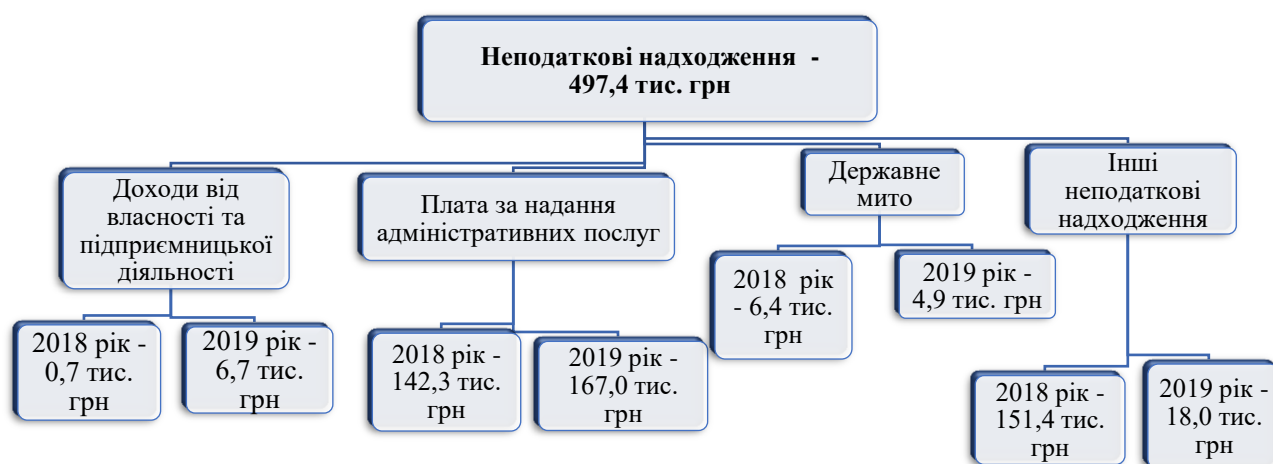 Неподаткові надходження -
497,4 тис. грн
Доходи від
власності та
підприємницької
діяльності
2018 рік -
0,7 тис.
грн
2019 рік -
6,7 тис.
грн
Плата за надання
адміністративних послуг
2018 рік -
142,3 тис.
грн
2019 рік -
167,0 тис.
грн
Державне
мито
2018 рік
- 6,4 тис.
грн
2019 рік -
4,9 тис. грн
Інші
неподаткові
надходження
2018 рік -
151,4 тис.
грн
2019 рік -
18,0 тис.
грн